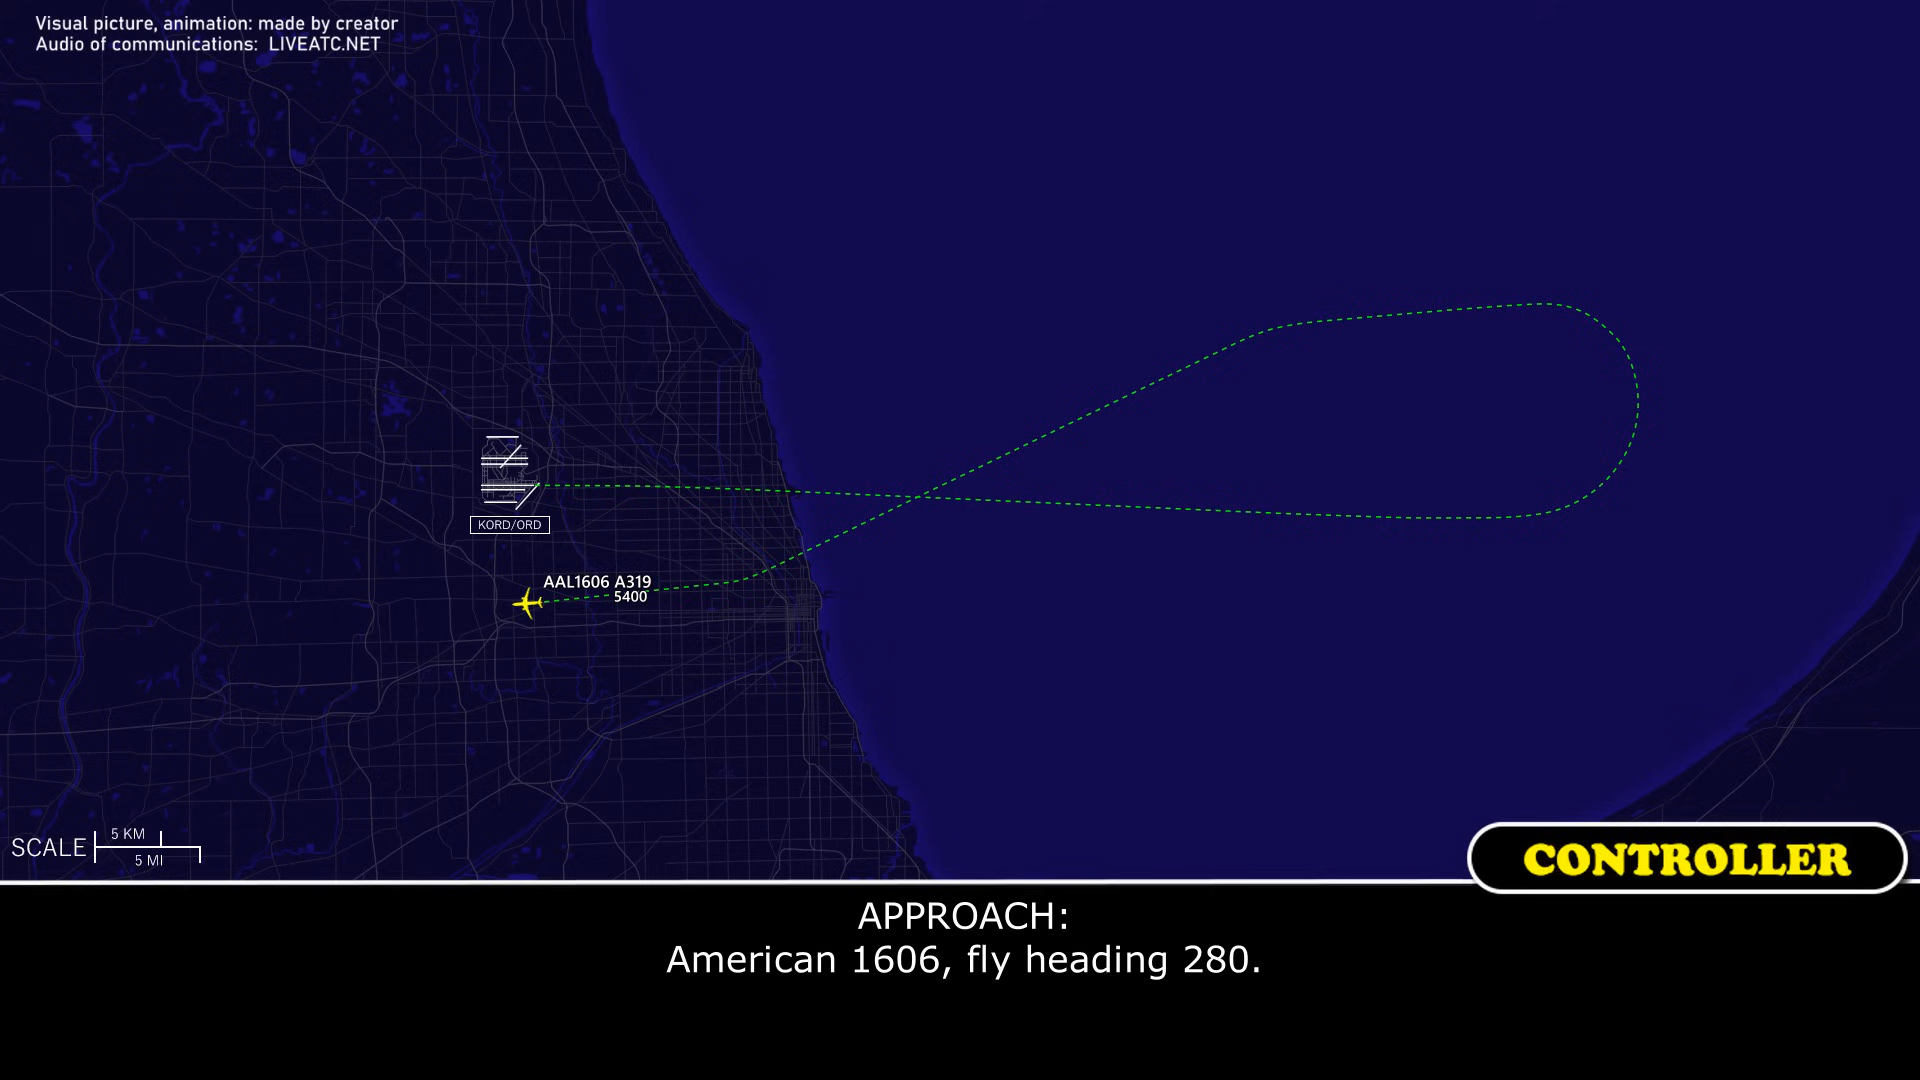 Visual picture, animation: made by creator
Audio of communications: LIVEATC.NET
KORD/ORD
AAL1606 A319
5400
SCALE
5 KM
5 MI
CONTROLLER
APPROACH:
American 1606, fly heading 280.